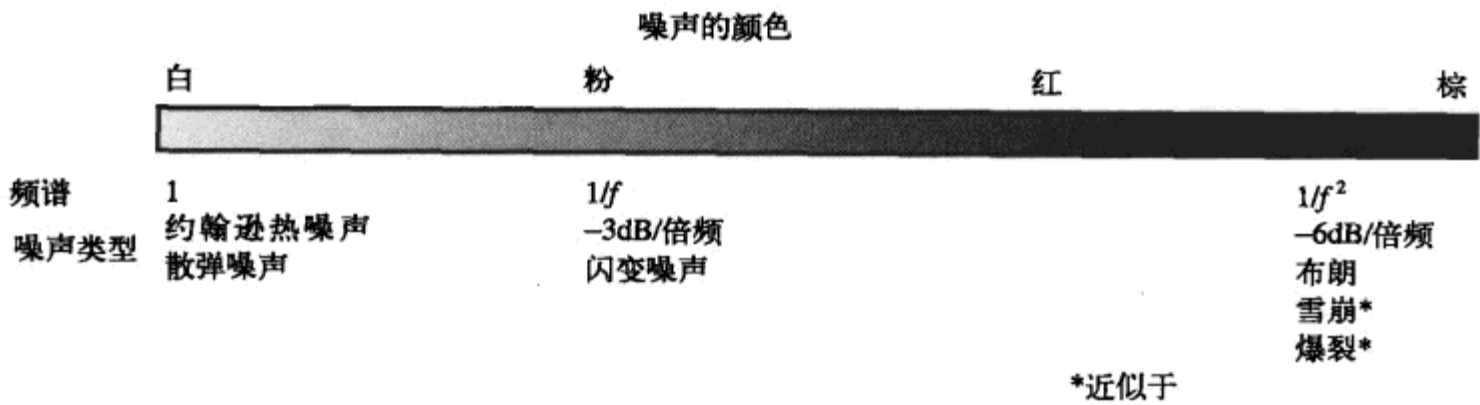 噪声的颜色
白 粉 红 棕
频谱 1 1/f 1/f²
噪声类型 约翰逊热噪声 –3dB/倍频 –6dB/倍频
散弹噪声 闪变噪声 布朗
雪崩*
爆裂*
*近似于